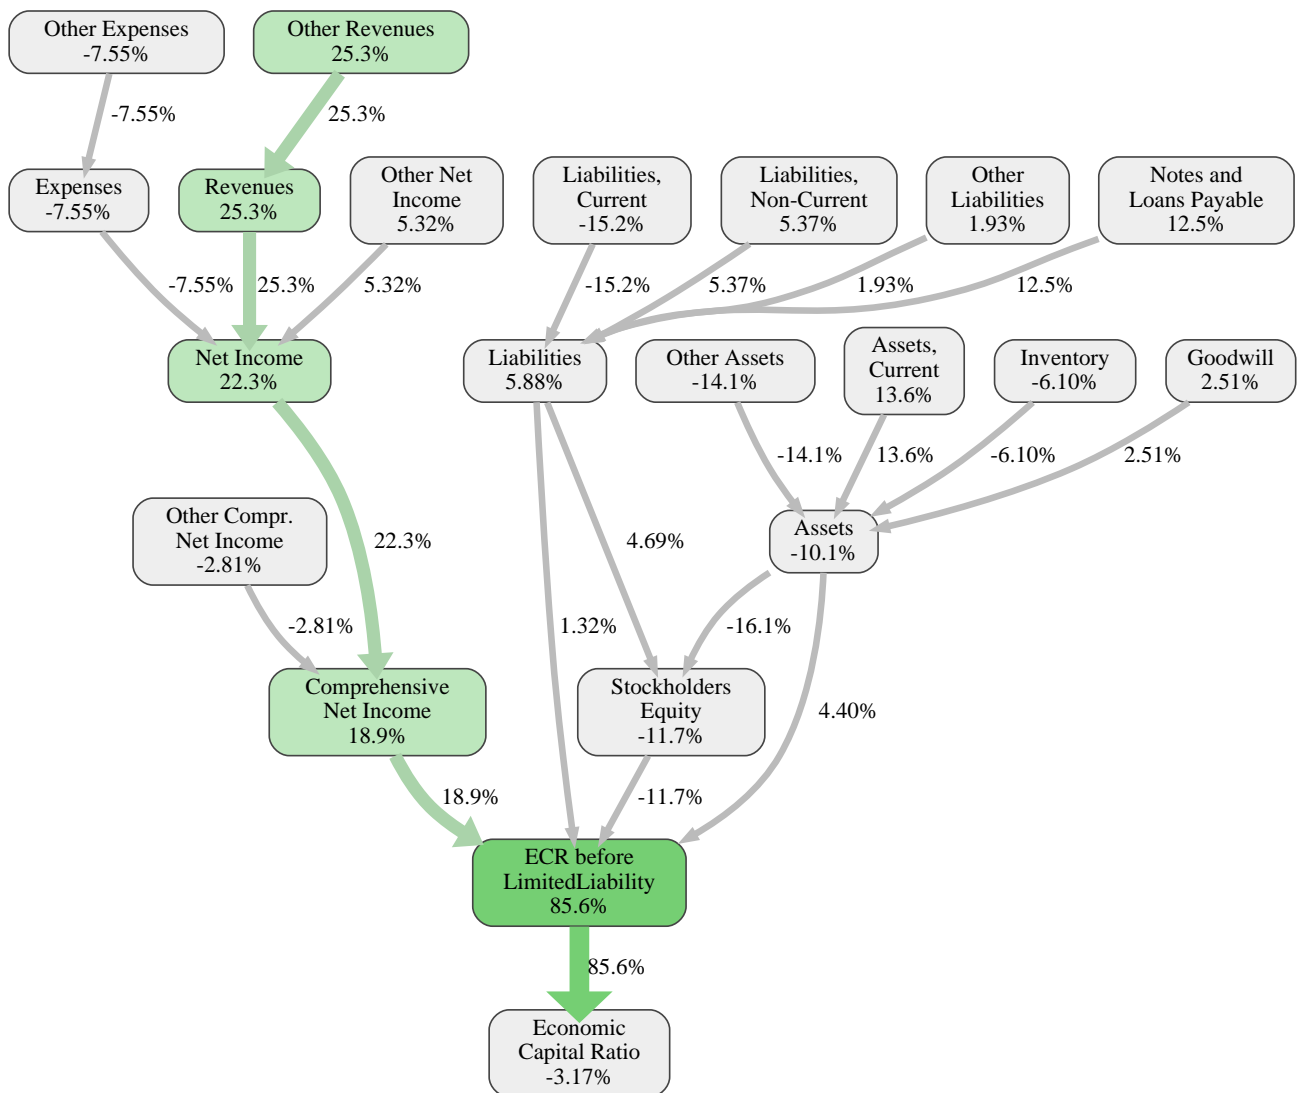 Other Expenses
-7.55%
Other Revenues
25.3%
-7.55%
25.3%
Expenses
-7.55%
Revenues
25.3%
Other Net
Income
5.32%
Liabilities,
Current
-15.2%
Liabilities,
Non-Current
5.37%
Other
Liabilities
1.93%
Notes and
Loans Payable
12.5%
-7.55%
25.3%
5.32%
-15.2%
5.37%
1.93%
12.5%
Net Income
22.3%
Liabilities
5.88%
Other Assets
-14.1%
Assets,
Current
13.6%
Inventory
-6.10%
Goodwill
2.51%
-14.1%
13.6%
-6.10%
2.51%
Other Compr.
Net Income
-2.81%
22.3%
4.69%
Assets
-10.1%
-2.81%
1.32%
-16.1%
Comprehensive
Net Income
18.9%
Stockholders
Equity
-11.7%
4.40%
18.9%
-11.7%
ECR before
LimitedLiability
85.6%
85.6%
Economic
Capital Ratio
-3.17%